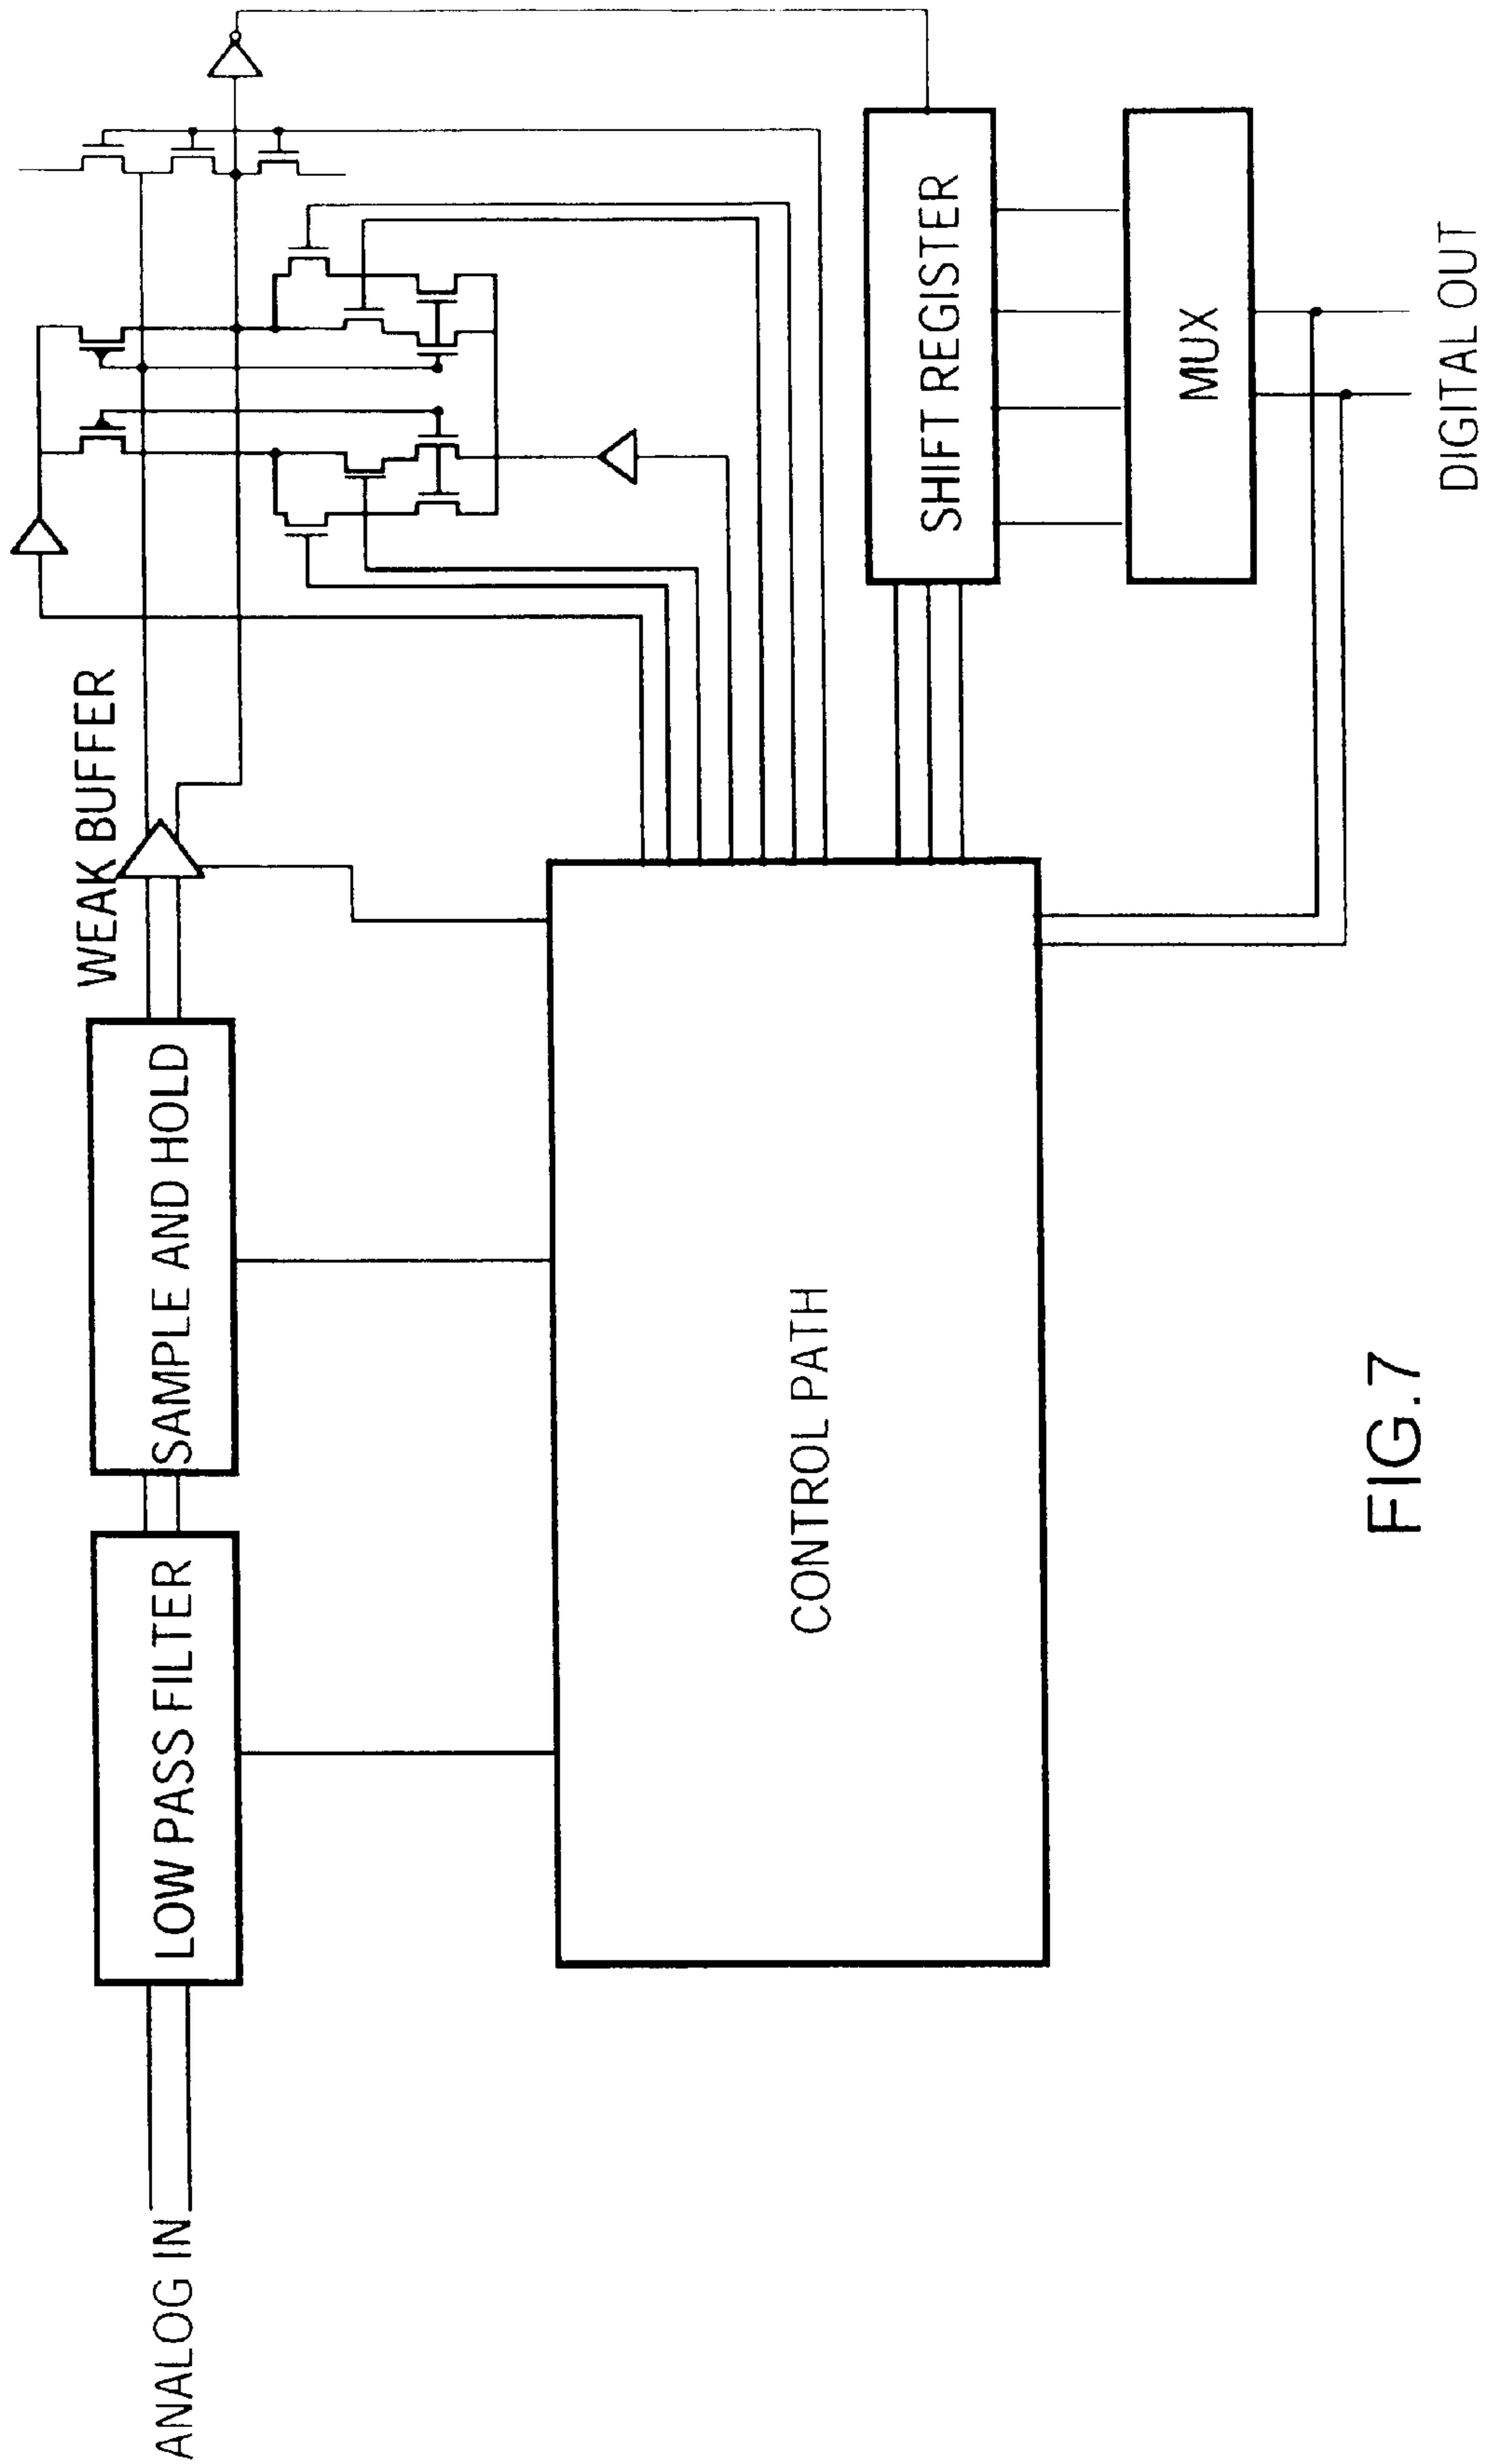 ANALOG IN
LOW PASS FILTER
SAMPLE AND HOLD
WEAK BUFFER
CONTROL PATH
SHIFT REGISTER
MUX
DIGITAL OUT
FIG.7